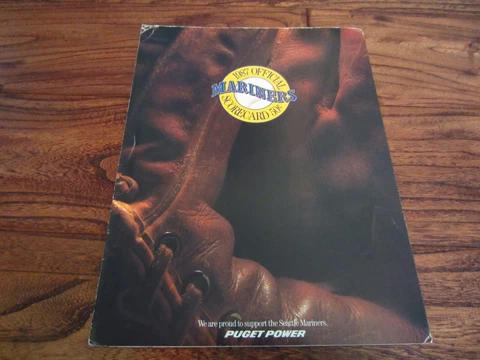 1987 OFFICIAL
MARINERS
SCORECARD 50¢
We are proud to support the Seattle Mariners.
PUGET POWER